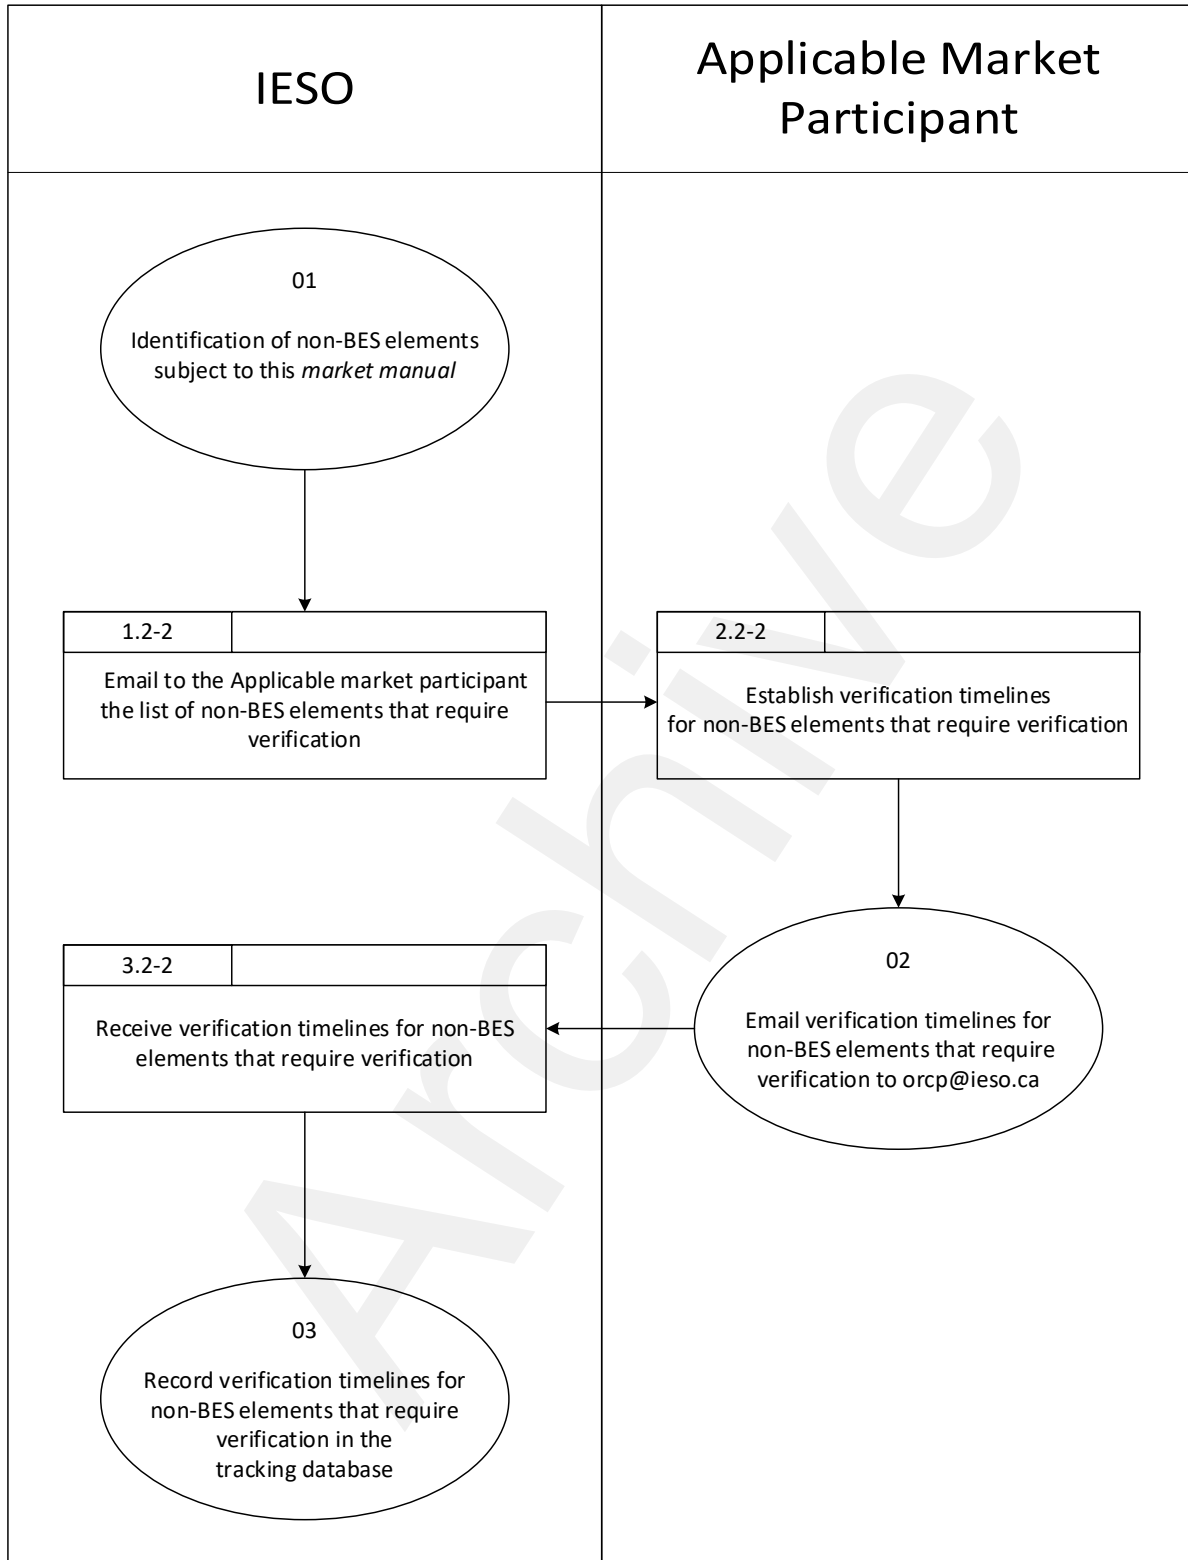 IESO
Applicable Market
Participant
01
Identification of non-BES elements
subject to this market manual
1.2-2
Email to the Applicable market participant
the list of non-BES elements that require
verification
2.2-2
Establish verification timelines
for non-BES elements that require verification
3.2-2
Receive verification timelines for non-BES
elements that require verification
02
Email verification timelines for
non-BES elements that require
verification to orcp@ieso.ca
03
Record verification timelines for
non-BES elements that require
verification in the
tracking database
Archive